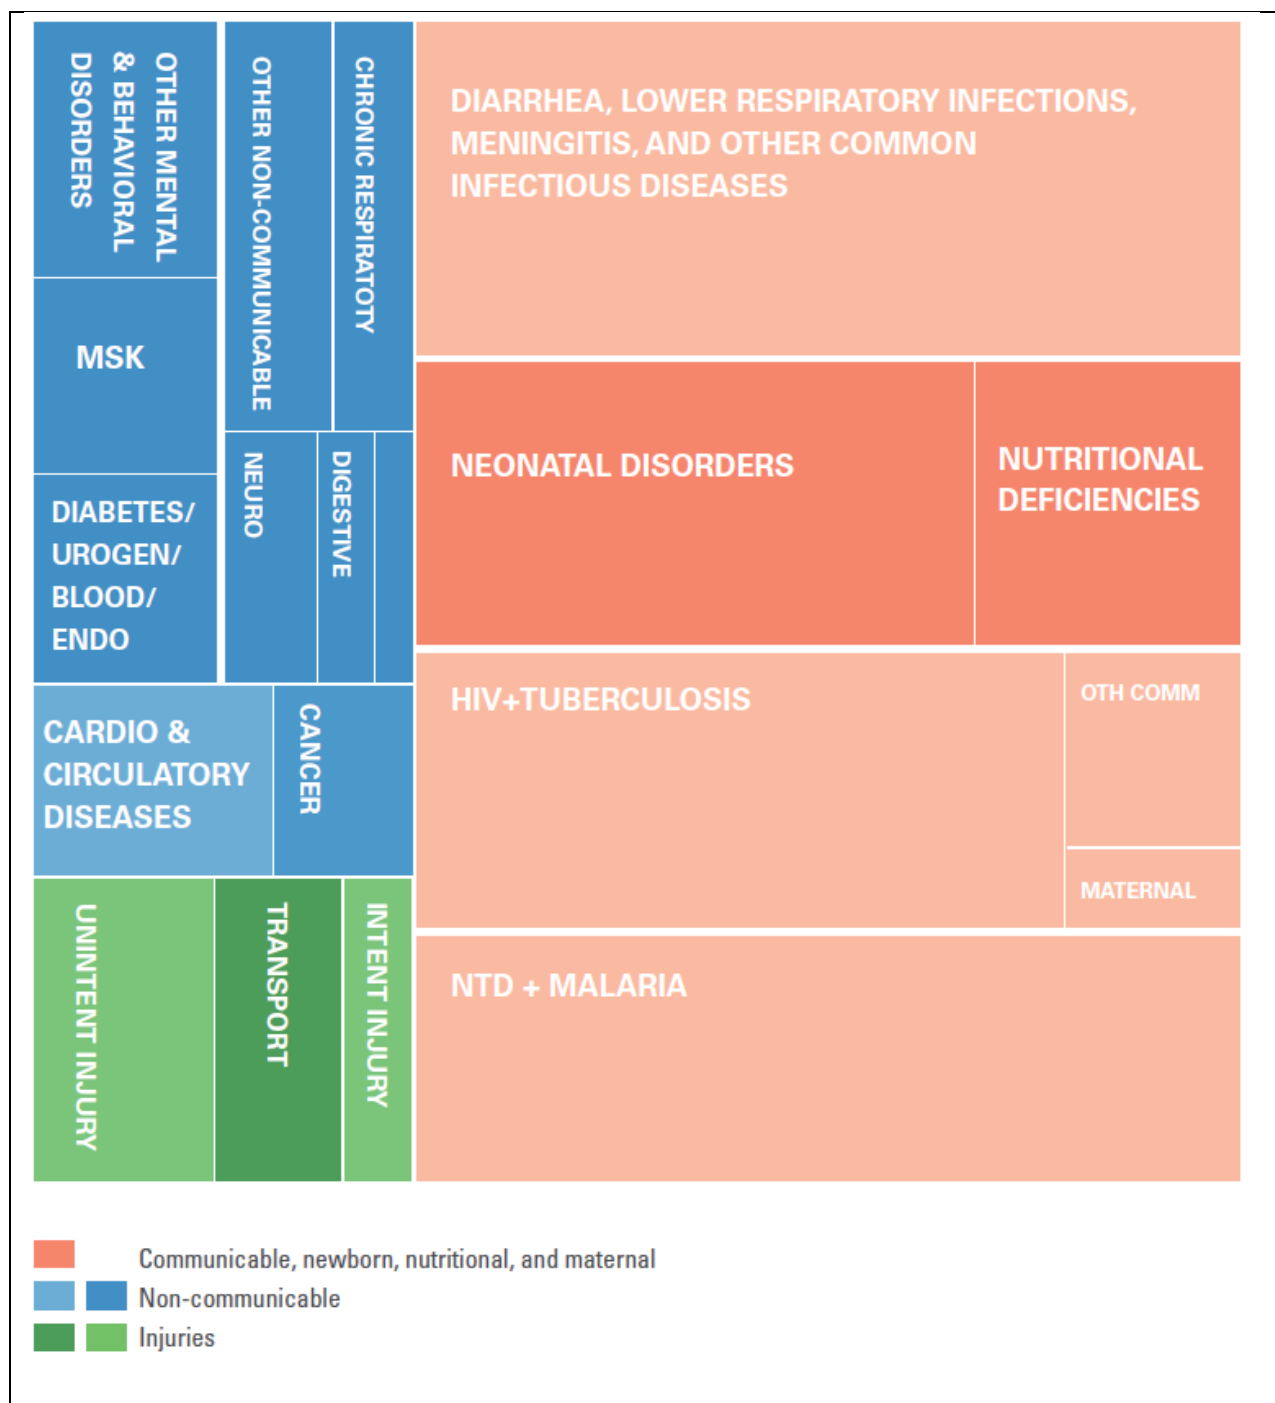 OTHER MENTAL
& BEHAVIORAL
DISORDERS
OTHER NON-COMMUNICABLE
CHRONIC RESPIRATOTY
DIARRHEA, LOWER RESPIRATORY INFECTIONS,
MENINGITIS, AND OTHER COMMON
INFECTIOUS DISEASES
MSK
NEURO
DIGESTIVE
NEONATAL DISORDERS
NUTRITIONAL
DEFICIENCIES
DIABETES/
UROGEN/
BLOOD/
ENDO
CARDIO &
CIRCULATORY
DISEASES
CANCER
HIV+TUBERCULOSIS
OTH COMM
MATERNAL
UNINTENT INJURY
TRANSPORT
INTENT INJURY
NTD + MALARIA
Communicable, newborn, nutritional, and maternal
Non-communicable
Injuries